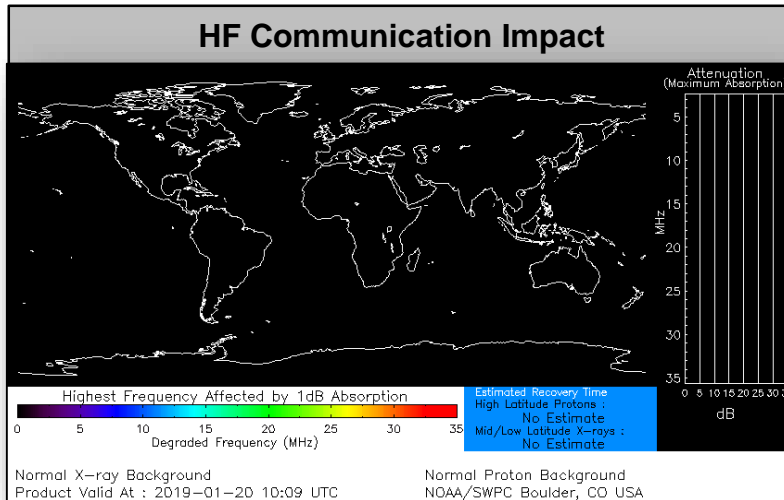 HF Communication Impact
Attenuation
(Maximum Absorption)
5
10
15
20
25
30
35
MHz
0 5 10 15 20 25 30
dB
Highest Frequency Affected by 1dB Absorption
0 5 10 15 20 25 30 35
Degraded Frequency (MHz)
Estimated Recovery Time
High Latitude Protons :
No Estimate
Mid/Low Latitude X-rays :
No Estimate
Normal X-ray Background
Product Valid At : 2019-01-20 10:09 UTC
Normal Proton Background
NOAA/SWPC Boulder, CO USA